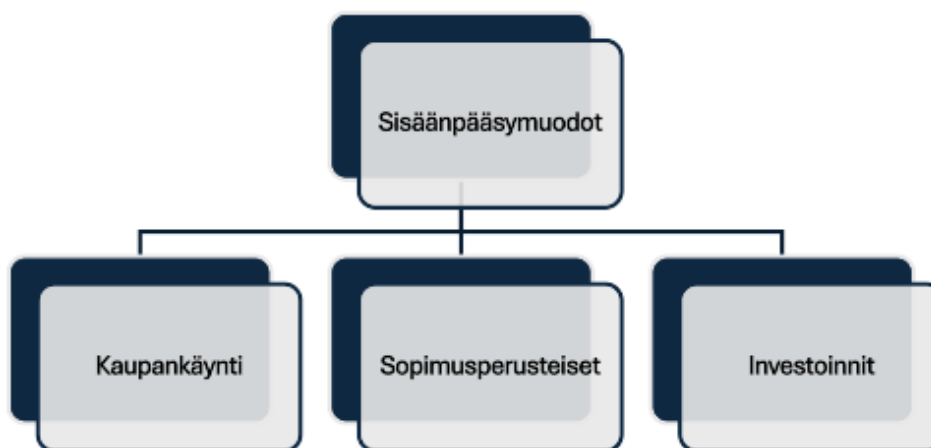 Sisäänpääsymuodot
Kaupankäynti
Sopimusperusteiset
Investoinnit